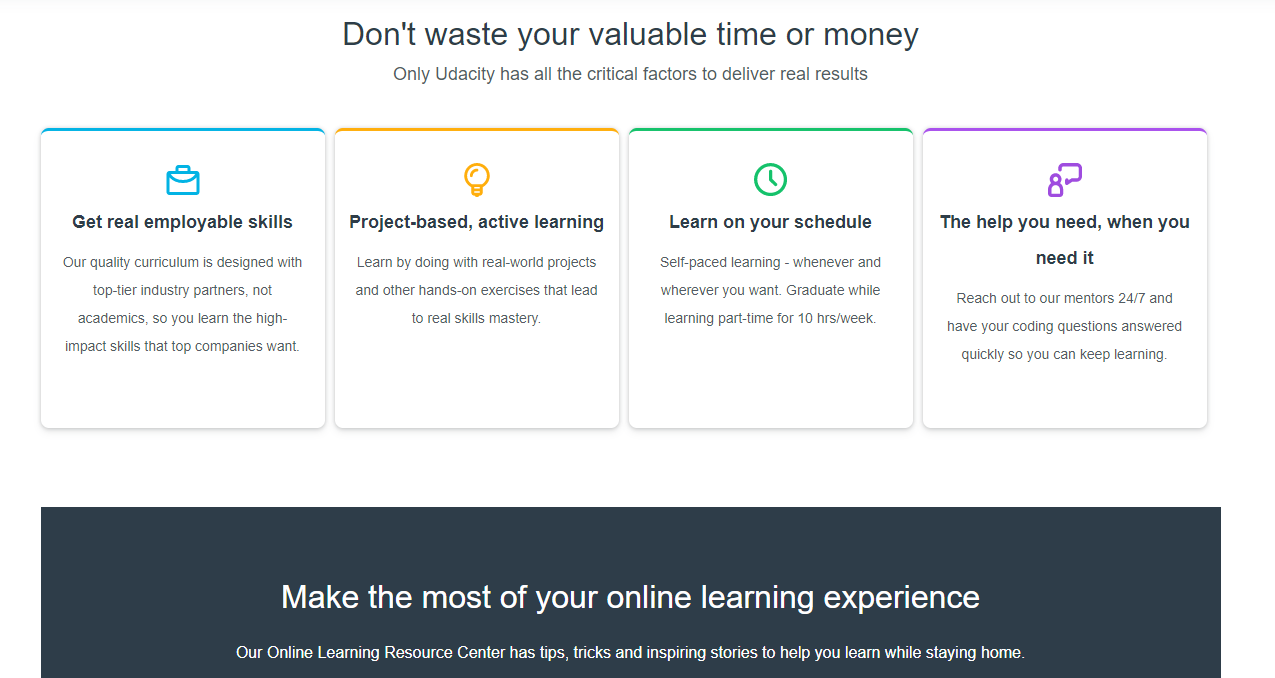 Don't waste your valuable time or money
Only Udacity has all the critical factors to deliver real results
Get real employable skills
Our quality curriculum is designed with
top-tier industry partners, not
academics, so you learn the high-
impact skills that top companies want.
Project-based, active learning
Learn by doing with real-world projects
and other hands-on exercises that lead
to real skills mastery.
Learn on your schedule
Self-paced learning - whenever and
wherever you want. Graduate while
learning part-time for 10 hrs/week.
The help you need, when you
need it
Reach out to our mentors 24/7 and
have your coding questions answered
quickly so you can keep learning.
Make the most of your online learning experience
Our Online Learning Resource Center has tips, tricks and inspiring stories to help you learn while staying home.